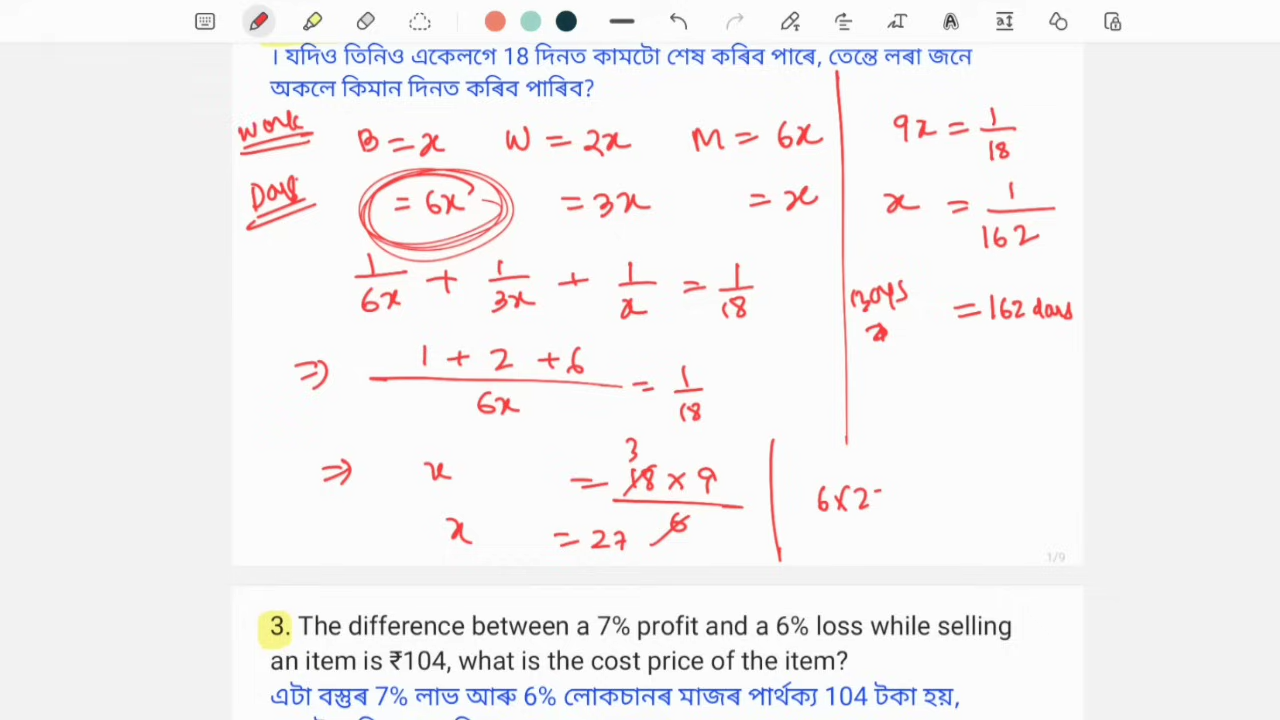 । যদিও তিনিও একেলগে 18 দিনত কামটো শেষ কৰিব পাৰে, তেন্তে লৰা জনে
অকলে কিমান দিনত কৰিব পাৰিব?
Work B = x W = 2x M = 6x
Days = 6x = 3x = x
1/6x + 1/3x + 1/x = 1/18
⇒ 1 + 2 + 6 / 6x = 1/18
⇒ x = 18 × 9 / 6 3
x = 27
9x = 1/18
x = 1/162
Boys = 162 days
6×2
1/9
3. The difference between a 7% profit and a 6% loss while selling
an item is ₹104, what is the cost price of the item?
এটা বস্তুৰ 7% লাভ আৰু 6% লোকচানৰ মাজৰ পাৰ্থক্য 104 টকা হয়,